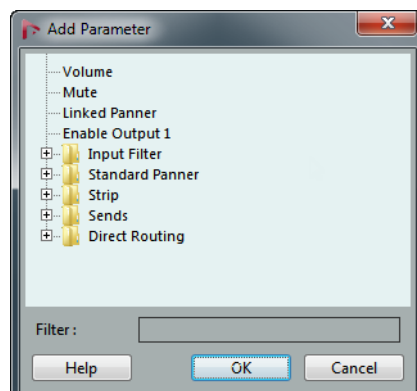 Add Parameter
Volume
Mute
Linked Panner
Enable Output 1
Input Filter
Standard Panner
Strip
Sends
Direct Routing
Filter :
Help OK Cancel